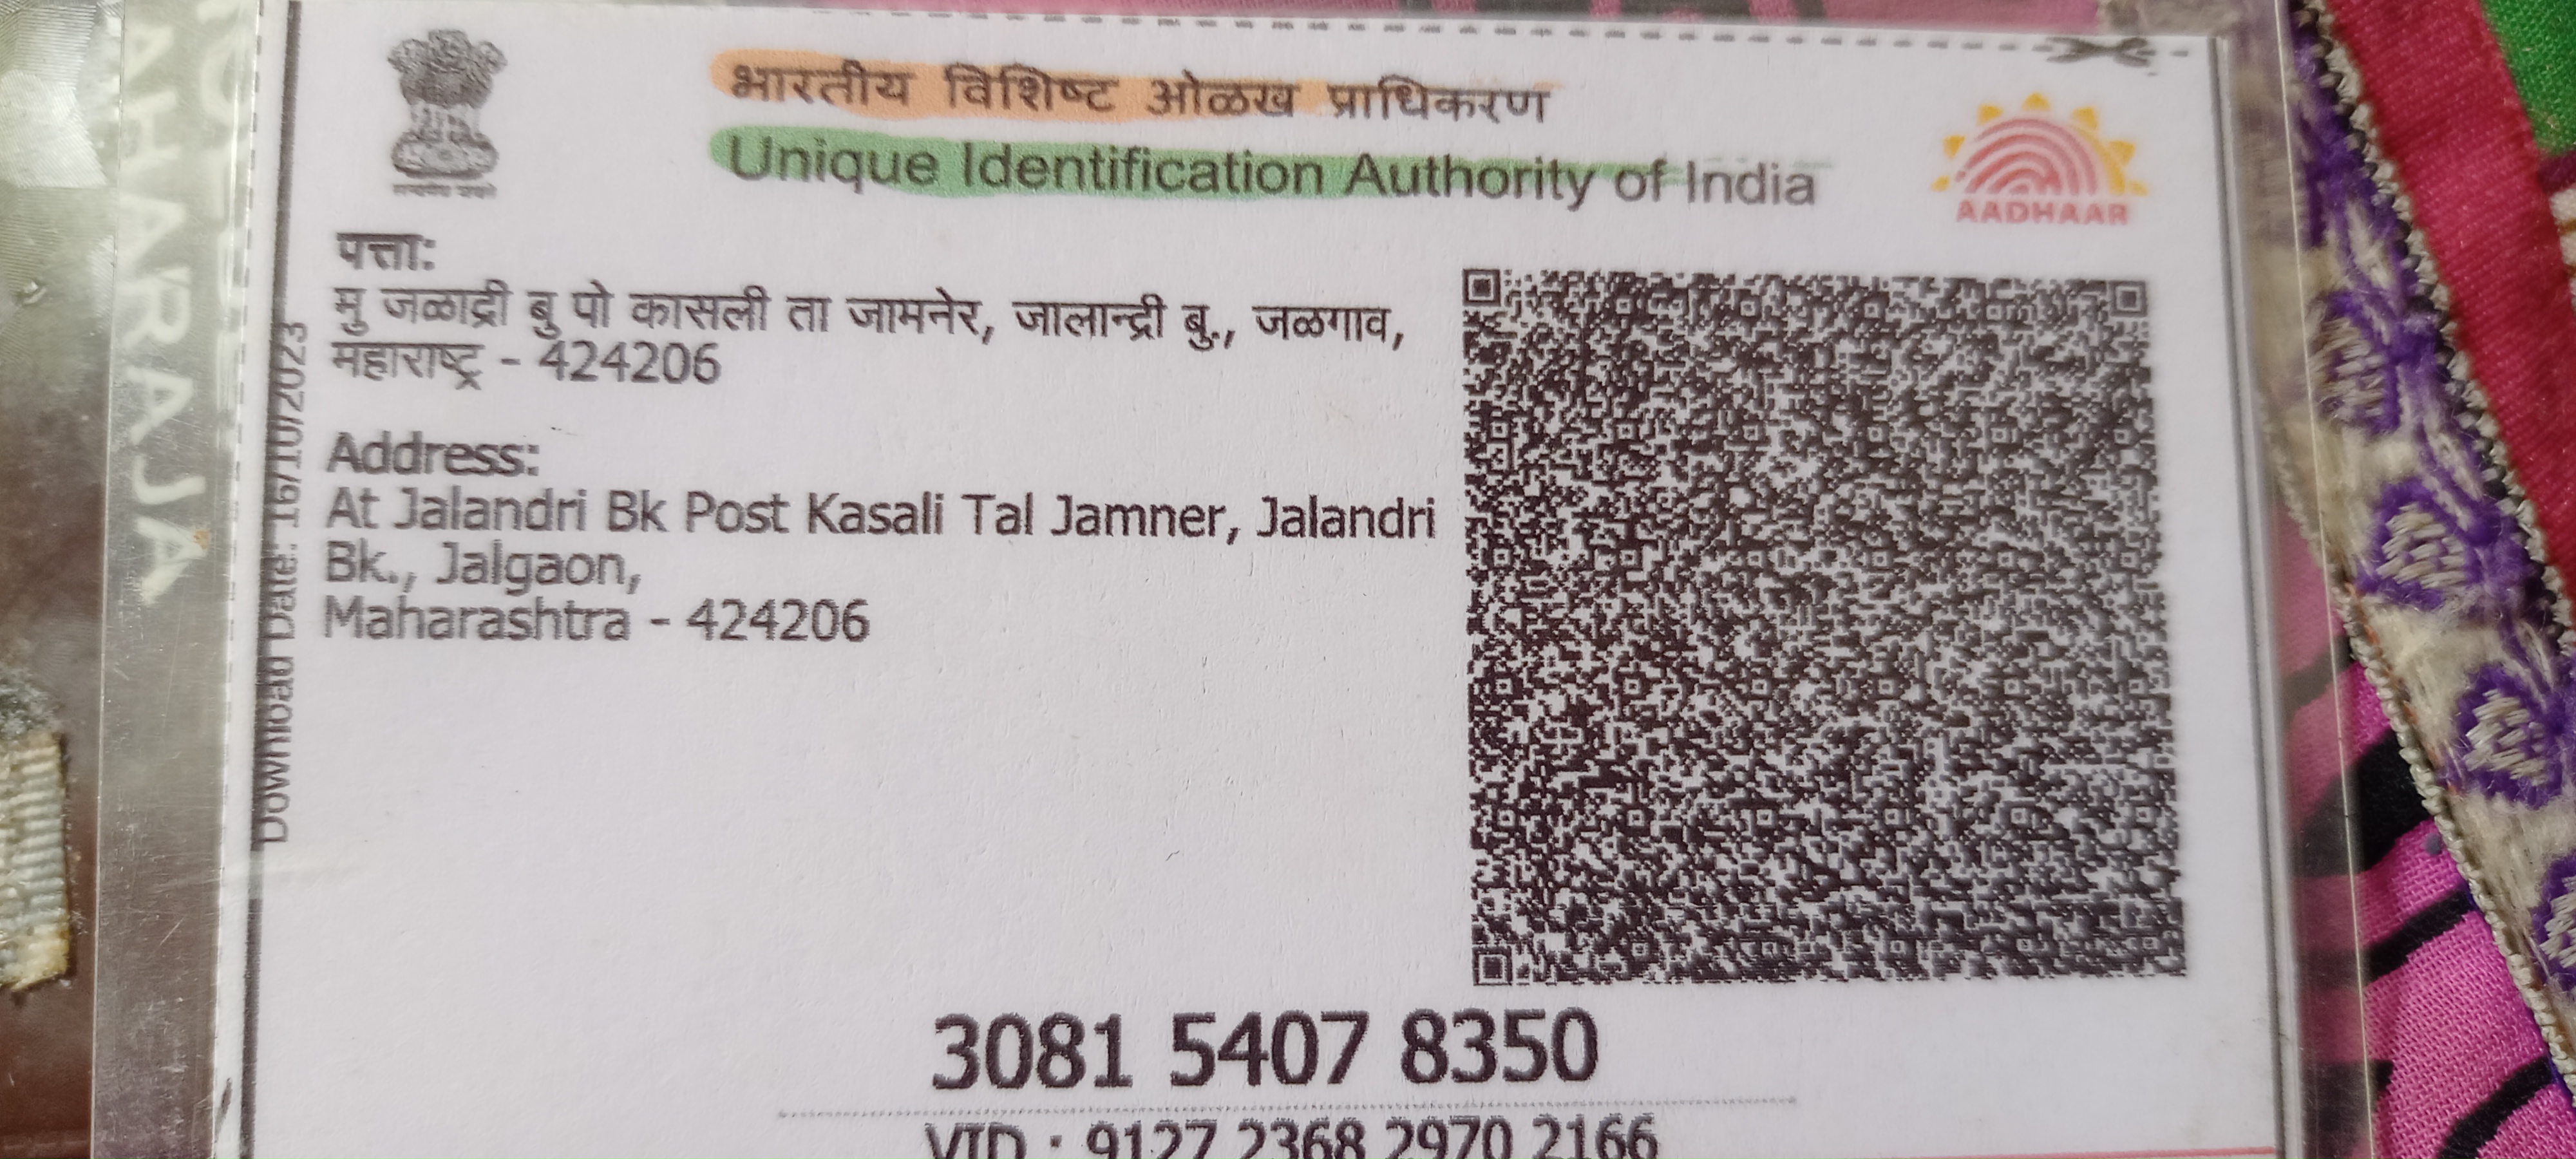 भारतीय विशिष्ट ओळख प्राधिकरण
Unique Identification Authority of India
AADHAAR
पत्ता:
मु जळाद्री बु पो कासली ता जामनेर, जालान्द्री बु., जळगाव,
महाराष्ट्र - 424206
Address:
At Jalandri Bk Post Kasali Tal Jamner, Jalandri
Bk., Jalgaon,
Maharashtra - 424206
Download Date: 16/10/2023
3081 5407 8350
VID : 9127 2368 2970 2166
AHARAJA